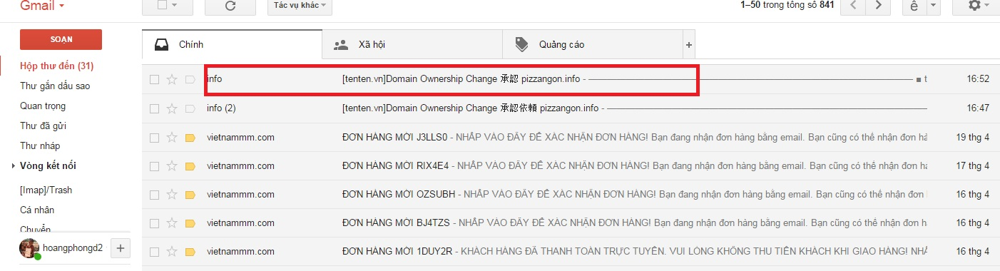 Gmail
Tác vụ khác
1–50 trong tổng số 841
ê
SOẠN
Chính
Xã hội
Quảng cáo
+
Hộp thư đến (31)
Thư gắn dấu sao
Quan trọng
Thư đã gửi
Thư nháp
Vòng kết nối
[Imap]/Trash
Cá nhân
Chuyển
hoangphongd2
+
info [tenten.vn]Domain Ownership Change 承認 pizzangon.info - t 16:52
info (2) [tenten.vn]Domain Ownership Change 承認依頼 pizzangon.info - 16:47
vietnammm.com ĐƠN HÀNG MỚI J3LLS0 - NHẤP VÀO ĐÂY ĐỂ XÁC NHẬN ĐƠN HÀNG! Bạn đang nhận đơn hàng bằng email. Bạn cũng có thể nhận đơn hà 19 thg 4
vietnammm.com ĐƠN HÀNG MỚI RIX4E4 - NHẤP VÀO ĐÂY ĐỂ XÁC NHẬN ĐƠN HÀNG! Bạn đang nhận đơn hàng bằng email. Bạn cũng có thể nhận đơn hà 17 thg 4
vietnammm.com ĐƠN HÀNG MỚI OZSUBH - NHẤP VÀO ĐÂY ĐỂ XÁC NHẬN ĐƠN HÀNG! Bạn đang nhận đơn hàng bằng email. Bạn cũng có thể nhận đơn 16 thg 4
vietnammm.com ĐƠN HÀNG MỚI BJ4TZS - NHẤP VÀO ĐÂY ĐỂ XÁC NHẬN ĐƠN HÀNG! Bạn đang nhận đơn hàng bằng email. Bạn cũng có thể nhận đơn hà 16 thg 4
vietnammm.com ĐƠN HÀNG MỚI 1DUY2R - KHÁCH HÀNG ĐÃ THANH TOÁN TRỰC TUYẾN. VUI LÒNG KHÔNG THU TIỀN KHÁCH KHI GIAO HÀNG! NHẤ 16 thg 4